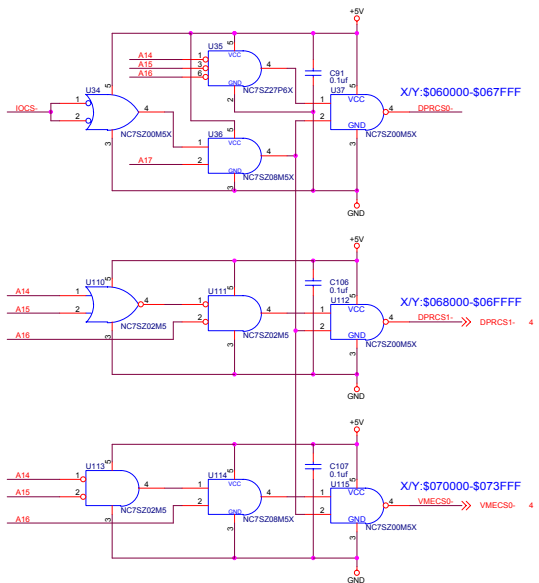 +5V
U35
A14
A15
A16
1
3
6
5
VCC
4
GND
2
NC7SZ27P6X
C91
0.1uf
U37
X/Y:$060000-$067FFF
U34
IOCS-
1
2
5
4
3
NC7SZ00M5X
U36
5
VCC
1
2
4
GND
3
NC7SZ08M5X
A17
1
2
5
VCC
GND
4
3
NC7SZ00M5X
DPRCS0-
GND
+5V
U110
A14
A15
A16
1
2
5
4
3
NC7SZ02M5
U111
1
2
5
4
3
NC7SZ02M5
C106
0.1uf
U112
X/Y:$068000-$06FFFF
1
2
5
VCC
GND
4
3
NC7SZ00M5X
DPRCS1-
DPRCS1- 4
GND
+5V
U113
A14
A15
A16
1
2
5
4
3
NC7SZ02M5
U114
1
2
5
VCC
4
GND
3
NC7SZ08M5X
C107
0.1uf
U115
X/Y:$070000-$073FFF
1
2
5
VCC
GND
4
3
NC7SZ00M5X
VMECS0-
VMECS0- 4
GND